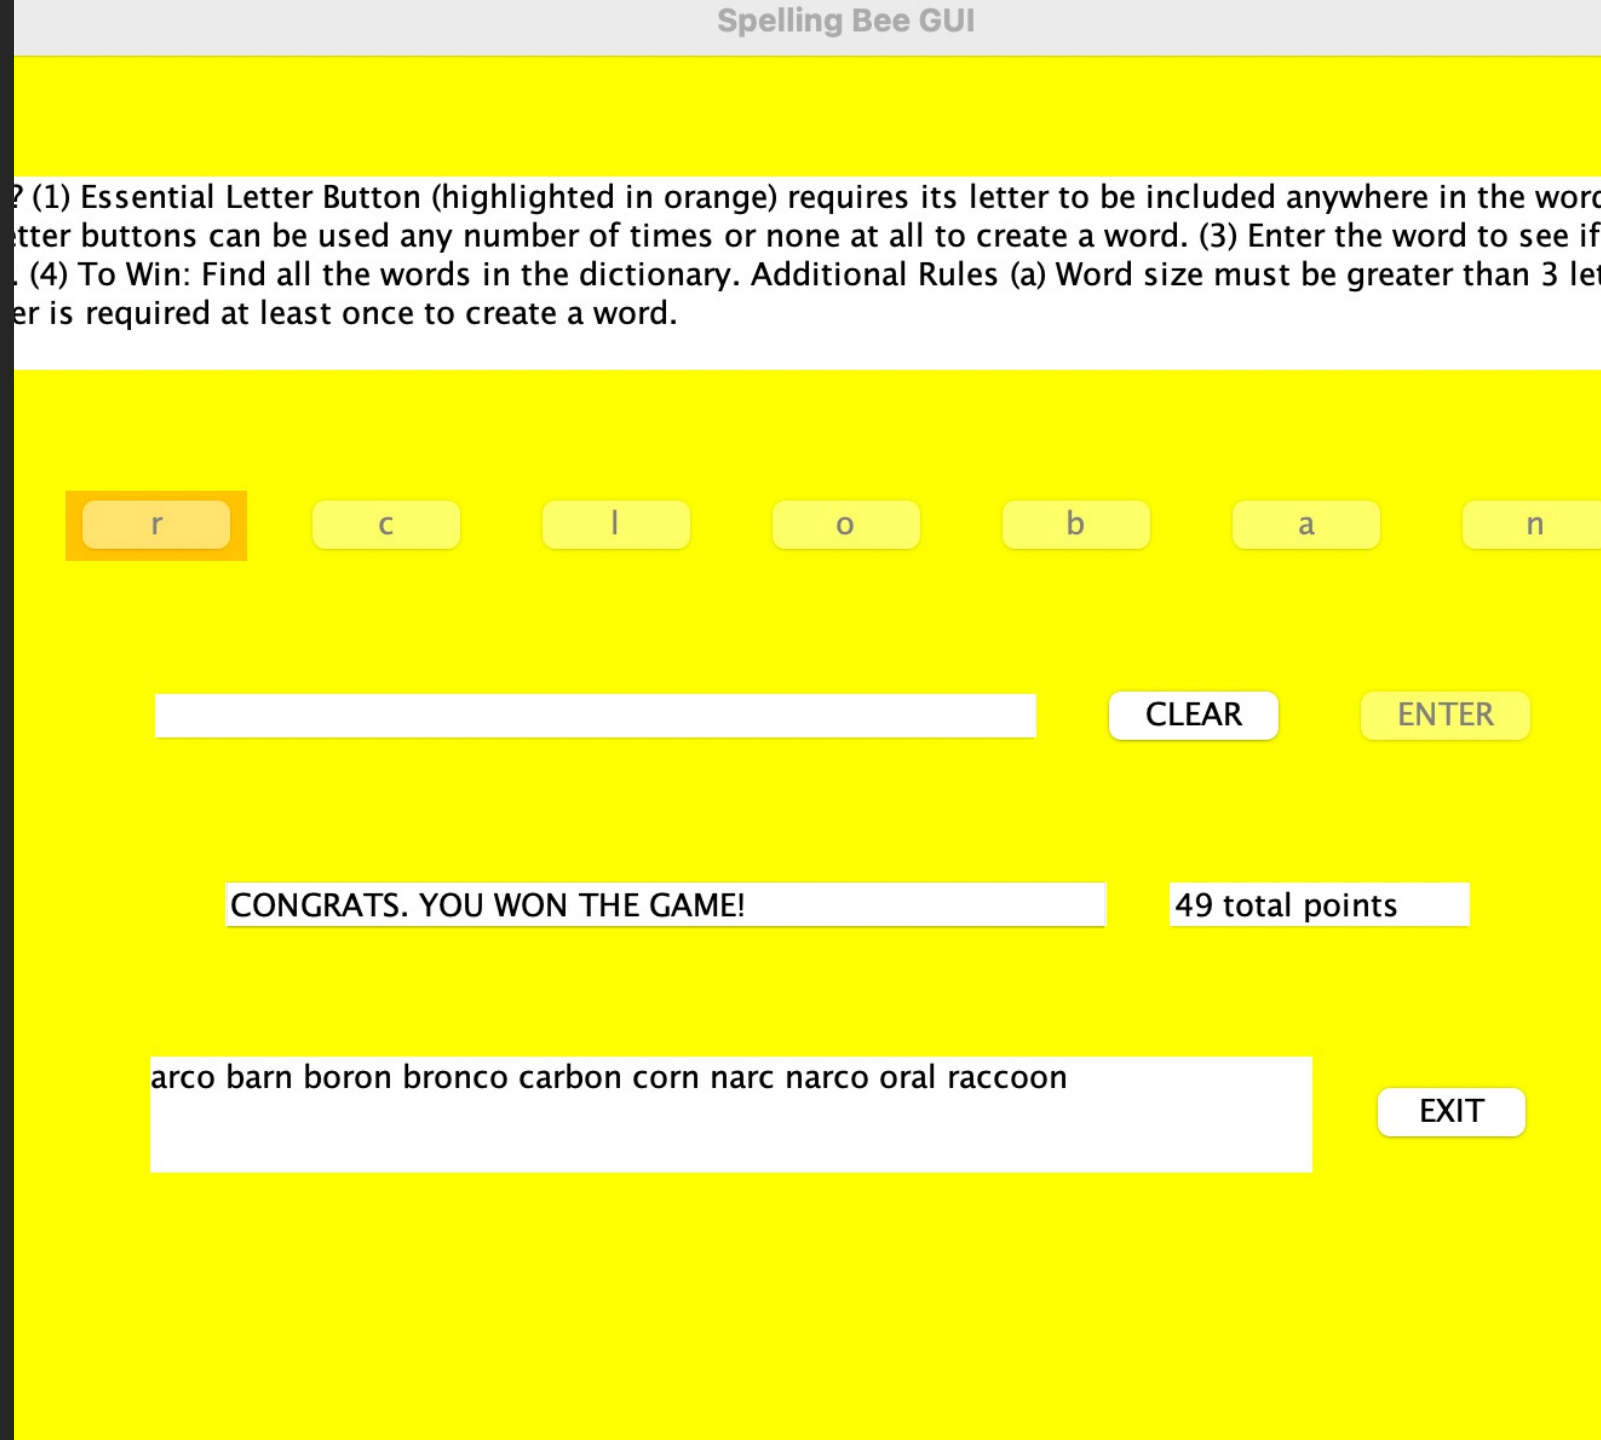 Spelling Bee GUI
? (1) Essential Letter Button (highlighted in orange) requires its letter to be included anywhere in the word
etter buttons can be used any number of times or none at all to create a word. (3) Enter the word to see if
. (4) To Win: Find all the words in the dictionary. Additional Rules (a) Word size must be greater than 3 let
er is required at least once to create a word.
r c l o b a n
CLEAR ENTER
CONGRATS. YOU WON THE GAME! 49 total points
arco barn boron bronco carbon corn narc narco oral raccoon
EXIT